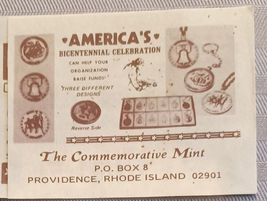 *AMERICA'S*
BICENTENNIAL CELEBRATION
CAN HELP YOUR
ORGANIZATION
RAISE FUNDS!
THREE DIFFERENT
DESIGNS
Reverse Side
The Commemorative Mint
P.O. BOX 8
PROVIDENCE, RHODE ISLAND 02901